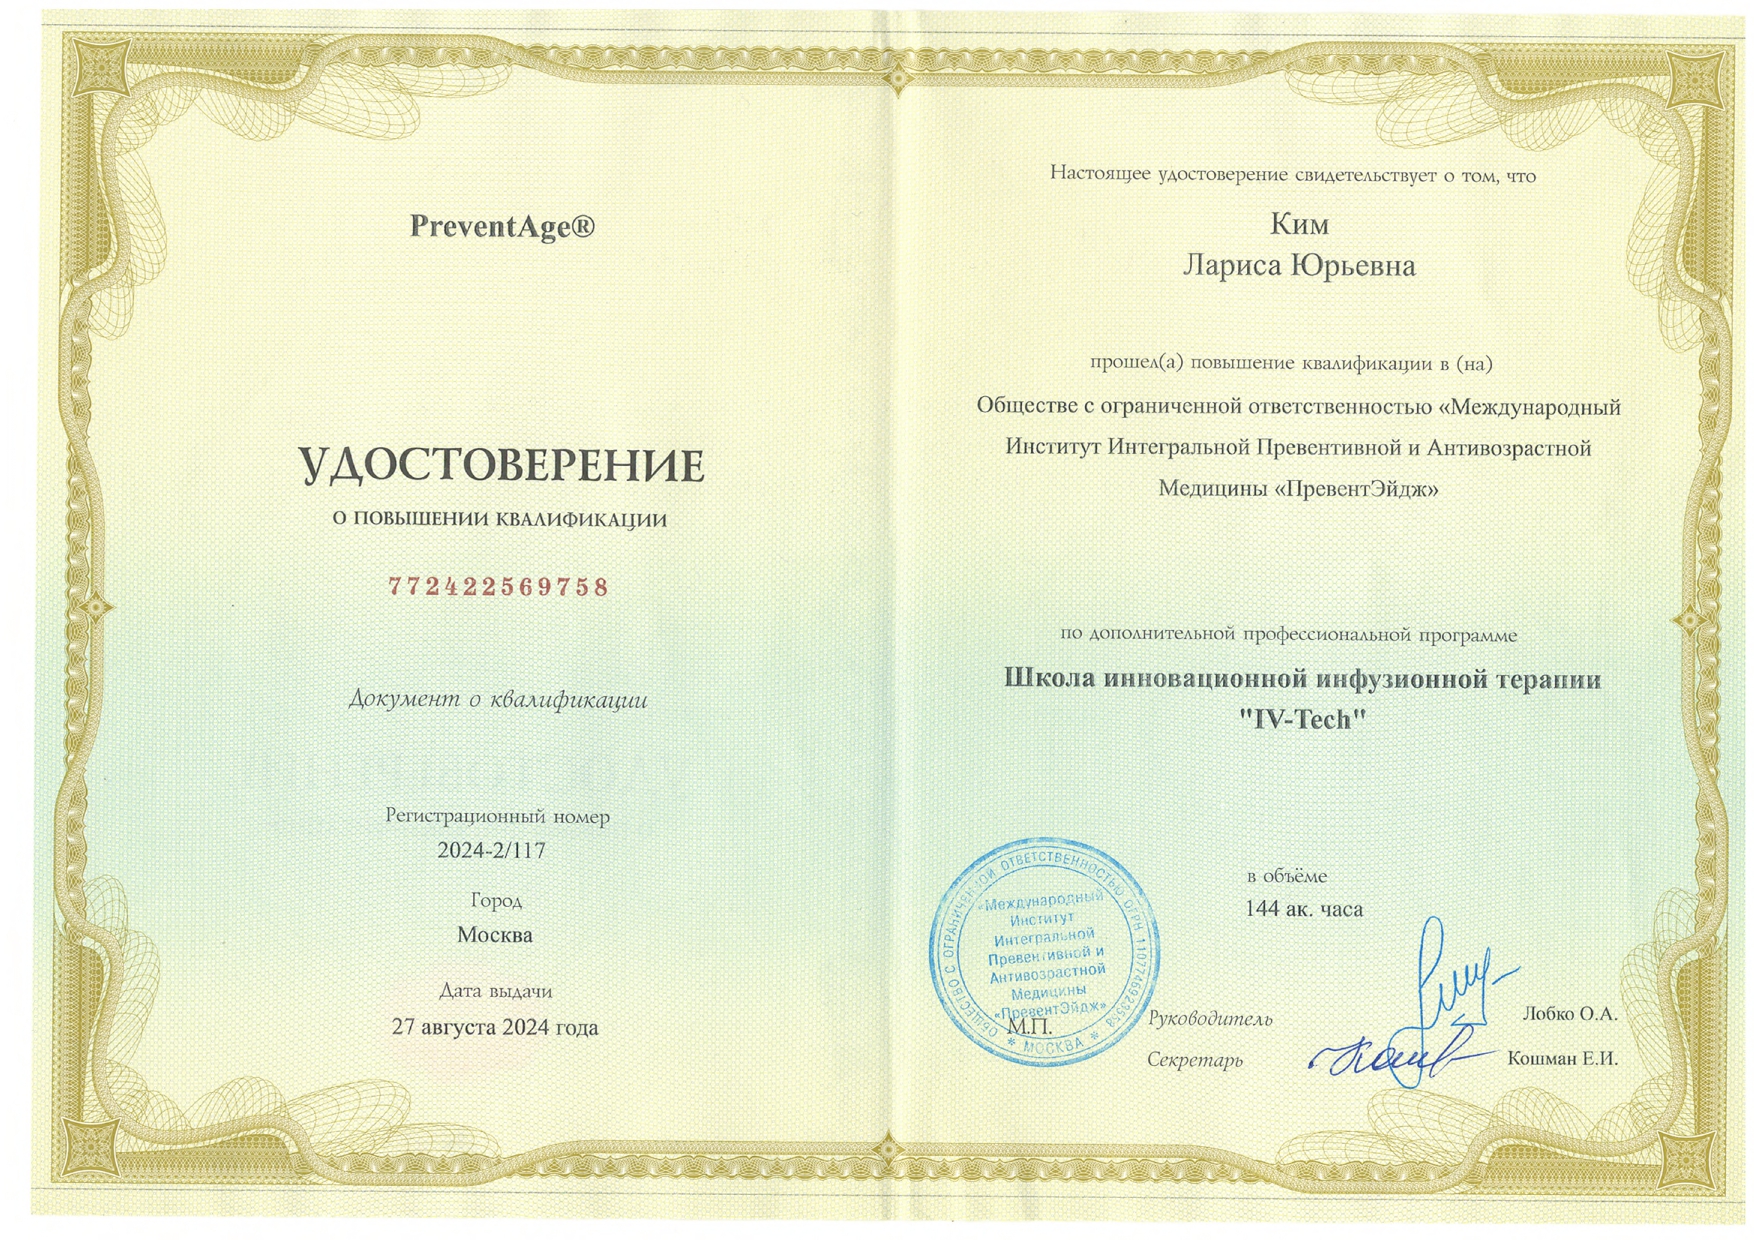 PreventAge®
УДОСТОВЕРЕНИЕ
О ПОВЫШЕНИИ КВАЛИФИКАЦИИ
772422569758
Документ о квалификации
Регистрационный номер
2024-2/117
Город
Москва
Дата выдачи
27 августа 2024 года
Настоящее удостоверение свидетельствует о том, что
Ким
Лариса Юрьевна
прошел(а) повышение квалификации в (на)
Обществе с ограниченной ответственностью «Международный
Институт Интегральной Превентивной и Антивозрастной
Медицины «ПревентЭйдж»
по дополнительной профессиональной программе
Школа инновационной инфузионной терапии
"IV-Tech"
в объёме
144 ак. часа
ОБЩЕСТВО С ОГРАНИЧЕННОЙ ОТВЕТСТВЕННОСТЬЮ ОГРН 1107746923558
* МОСКВА *
«Международный
Институт
Интегральной
Превентивной и
Антивозрастной
Медицины
«ПревентЭйдж»
М.П.
Руководитель
Лобко О.А.
Секретарь
Кошман Е.И.